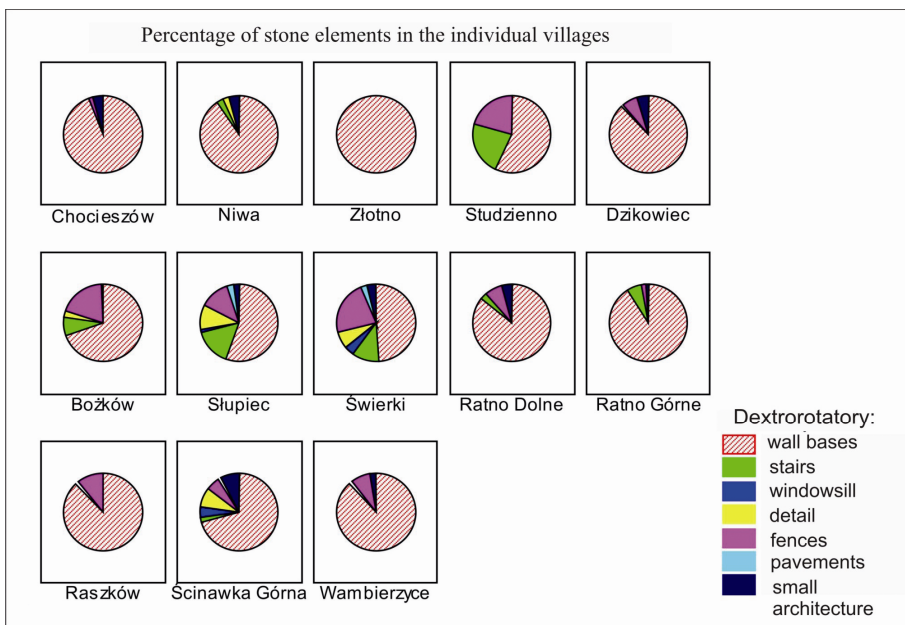 Percentage of stone elements in the individual villages
Chocieszów Niwa Złotno Studzienno Dzikowiec
Bożków Słupiec Świerki Ratno Dolne Ratno Górne
Raszków Ścinawka Górna Wambierzyce
Dextrorotatory:
wall bases
stairs
windowsill
detail
fences
pavements
small
architecture